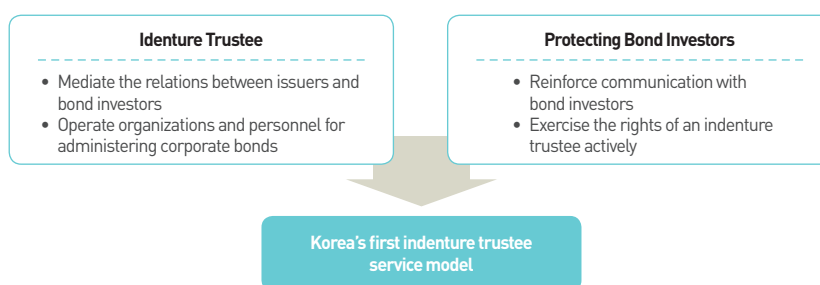 Identure Trustee
• Mediate the relations between issuers and
bond investors
• Operate organizations and personnel for
administering corporate bonds
Protecting Bond Investors
• Reinforce communication with
bond investors
• Exercise the rights of an indenture
trustee actively
Korea's first indenture trustee
service model